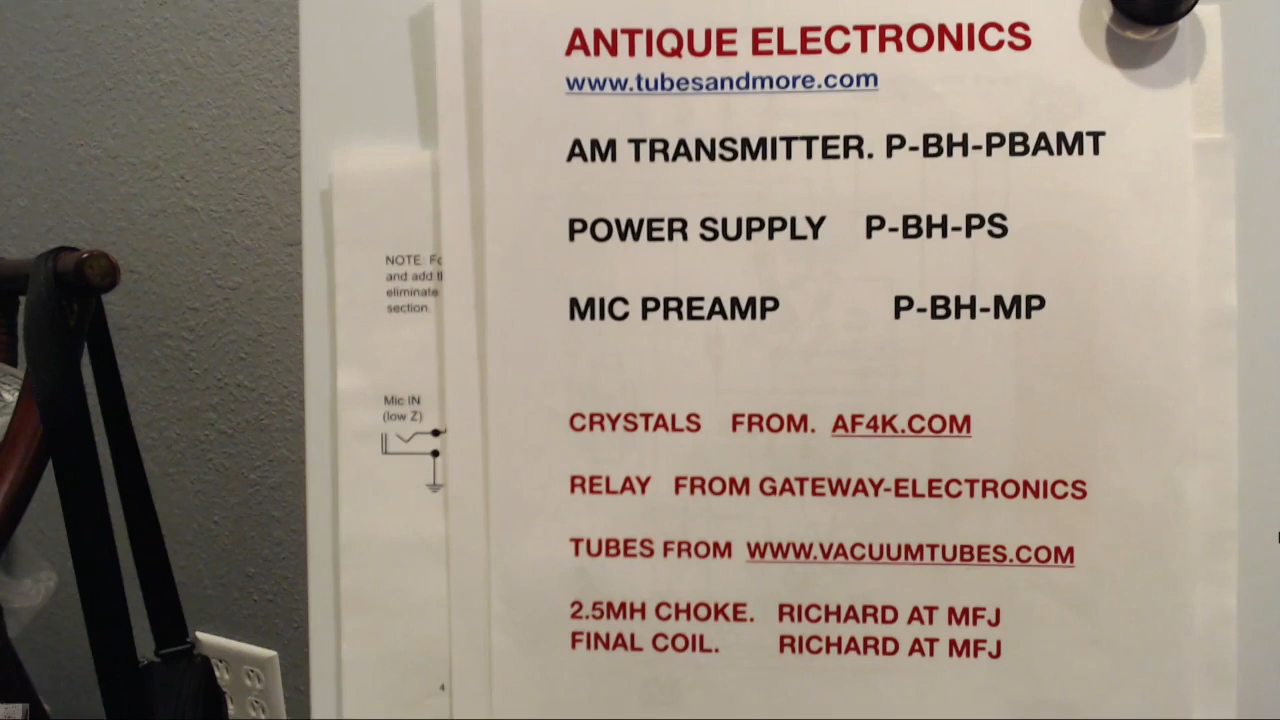 ANTIQUE ELECTRONICS
www.tubesandmore.com
AM TRANSMITTER. P-BH-PBAMT
POWER SUPPLY P-BH-PS
MIC PREAMP P-BH-MP
CRYSTALS FROM. AF4K.COM
RELAY FROM GATEWAY-ELECTRONICS
TUBES FROM WWW.VACUUMTUBES.COM
2.5MH CHOKE. RICHARD AT MFJ
FINAL COIL. RICHARD AT MFJ
NOTE: 
and add
eliminate
section.
Mic IN
(low Z)
4